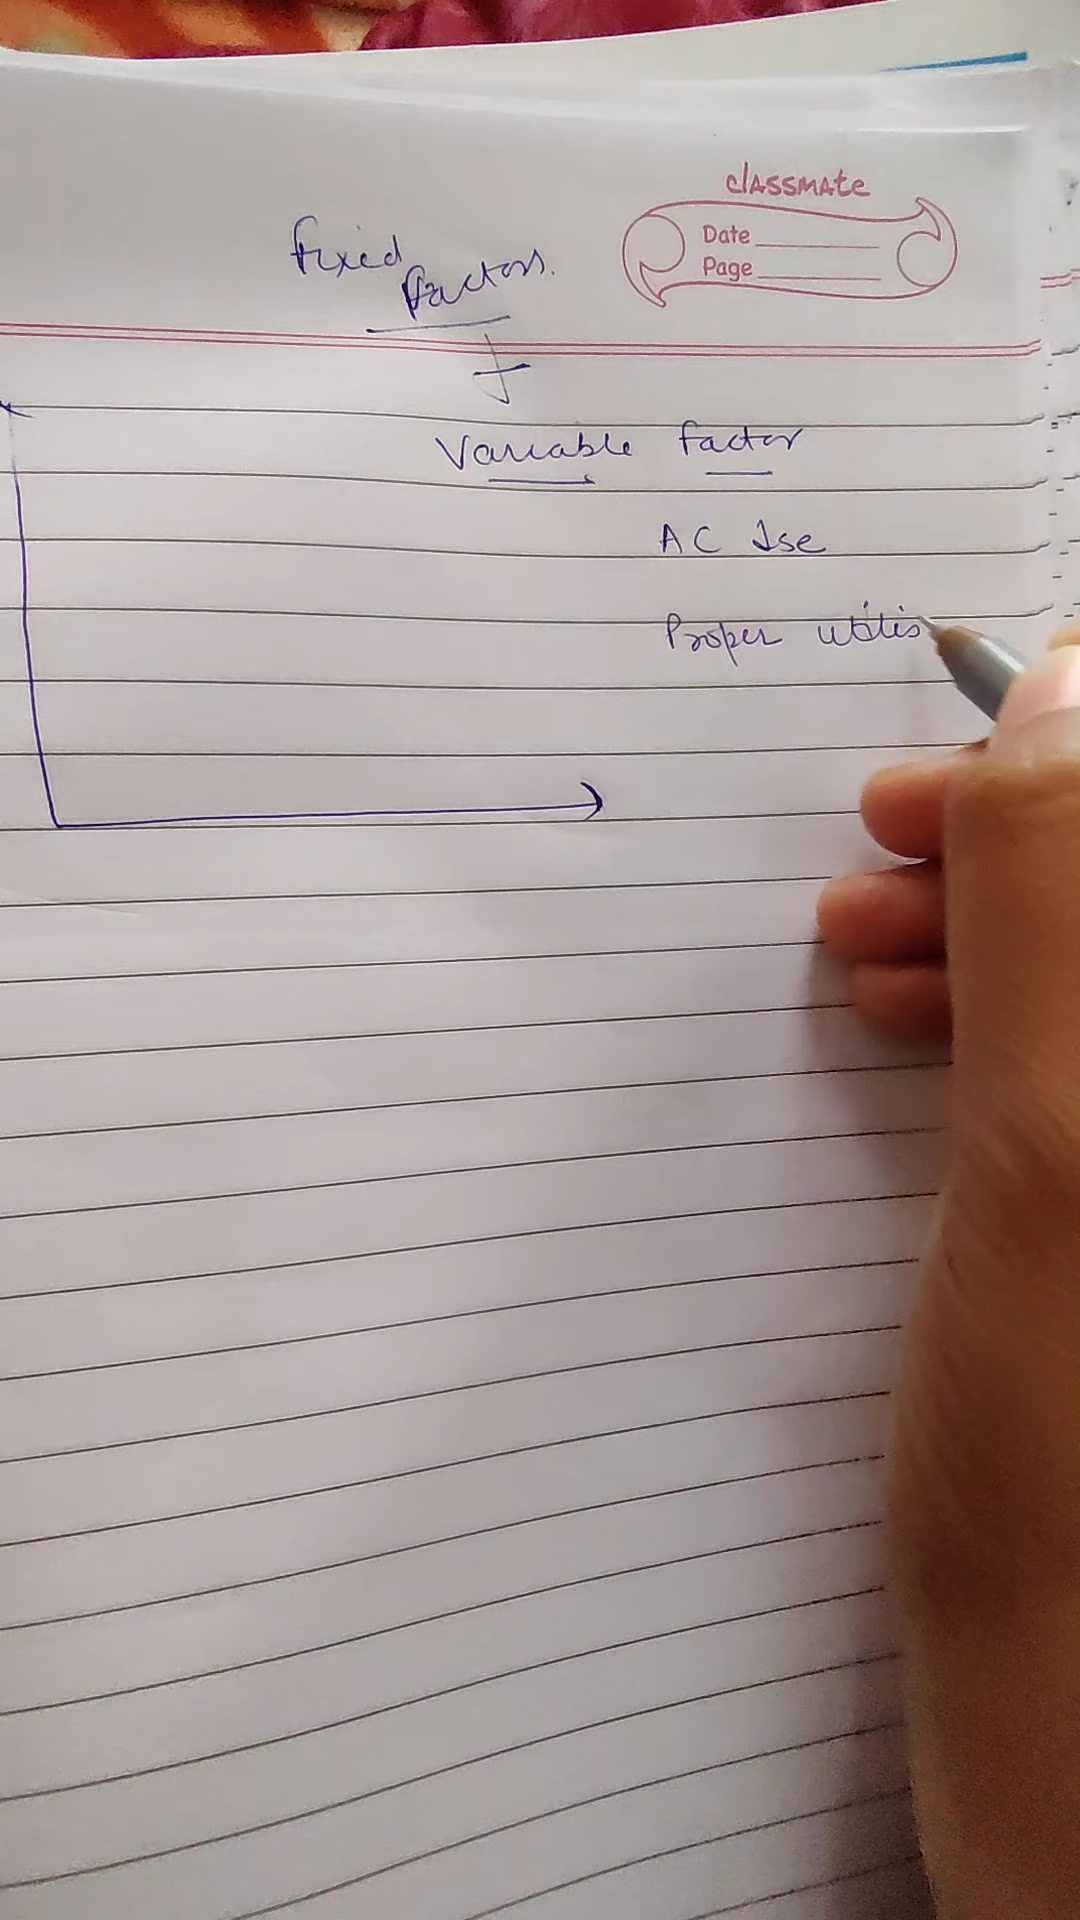 classmate
Date
Page
Fixed
Factors.
+
Variable factor
AC Ise
Proper utilis